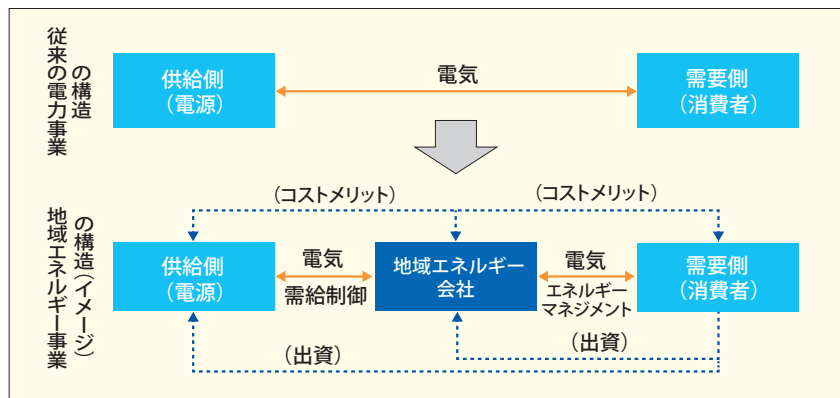 従来の電力事業
の構造
供給側
（電源）
電気
需要側
（消費者）
地域エネルギー事業
の構造（イメージ）
（コストメリット）
（コストメリット）
供給側
（電源）
電気
需給制御
地域エネルギー
会社
電気
エネルギー
マネジメント
需要側
（消費者）
（出資）
（出資）